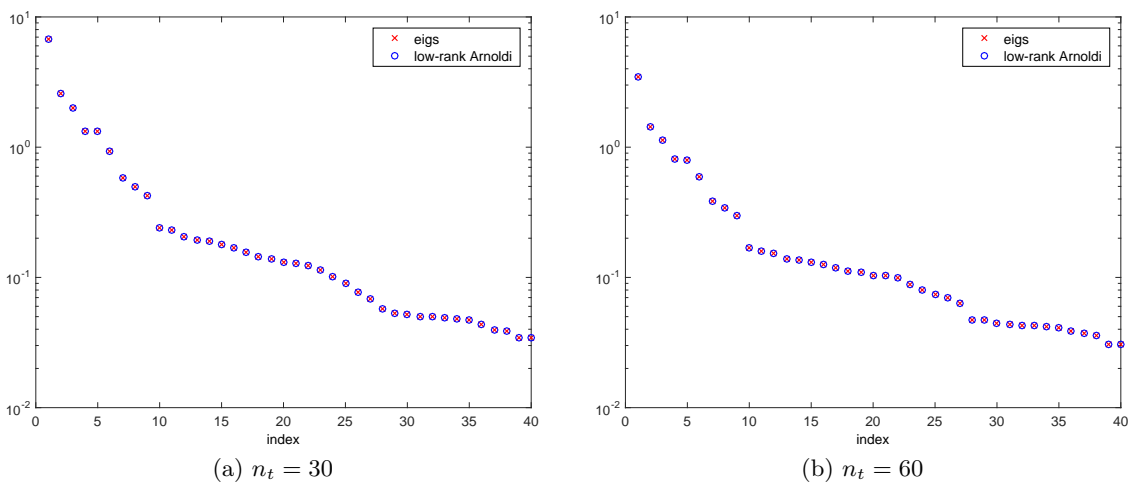 10^1
10^0
10^-1
10^-2
0 5 10 15 20 25 30 35 40
index
eigs
low-rank Arnoldi
(a) n_t = 30
10^1
10^0
10^-1
10^-2
0 5 10 15 20 25 30 35 40
index
eigs
low-rank Arnoldi
(b) n_t = 60